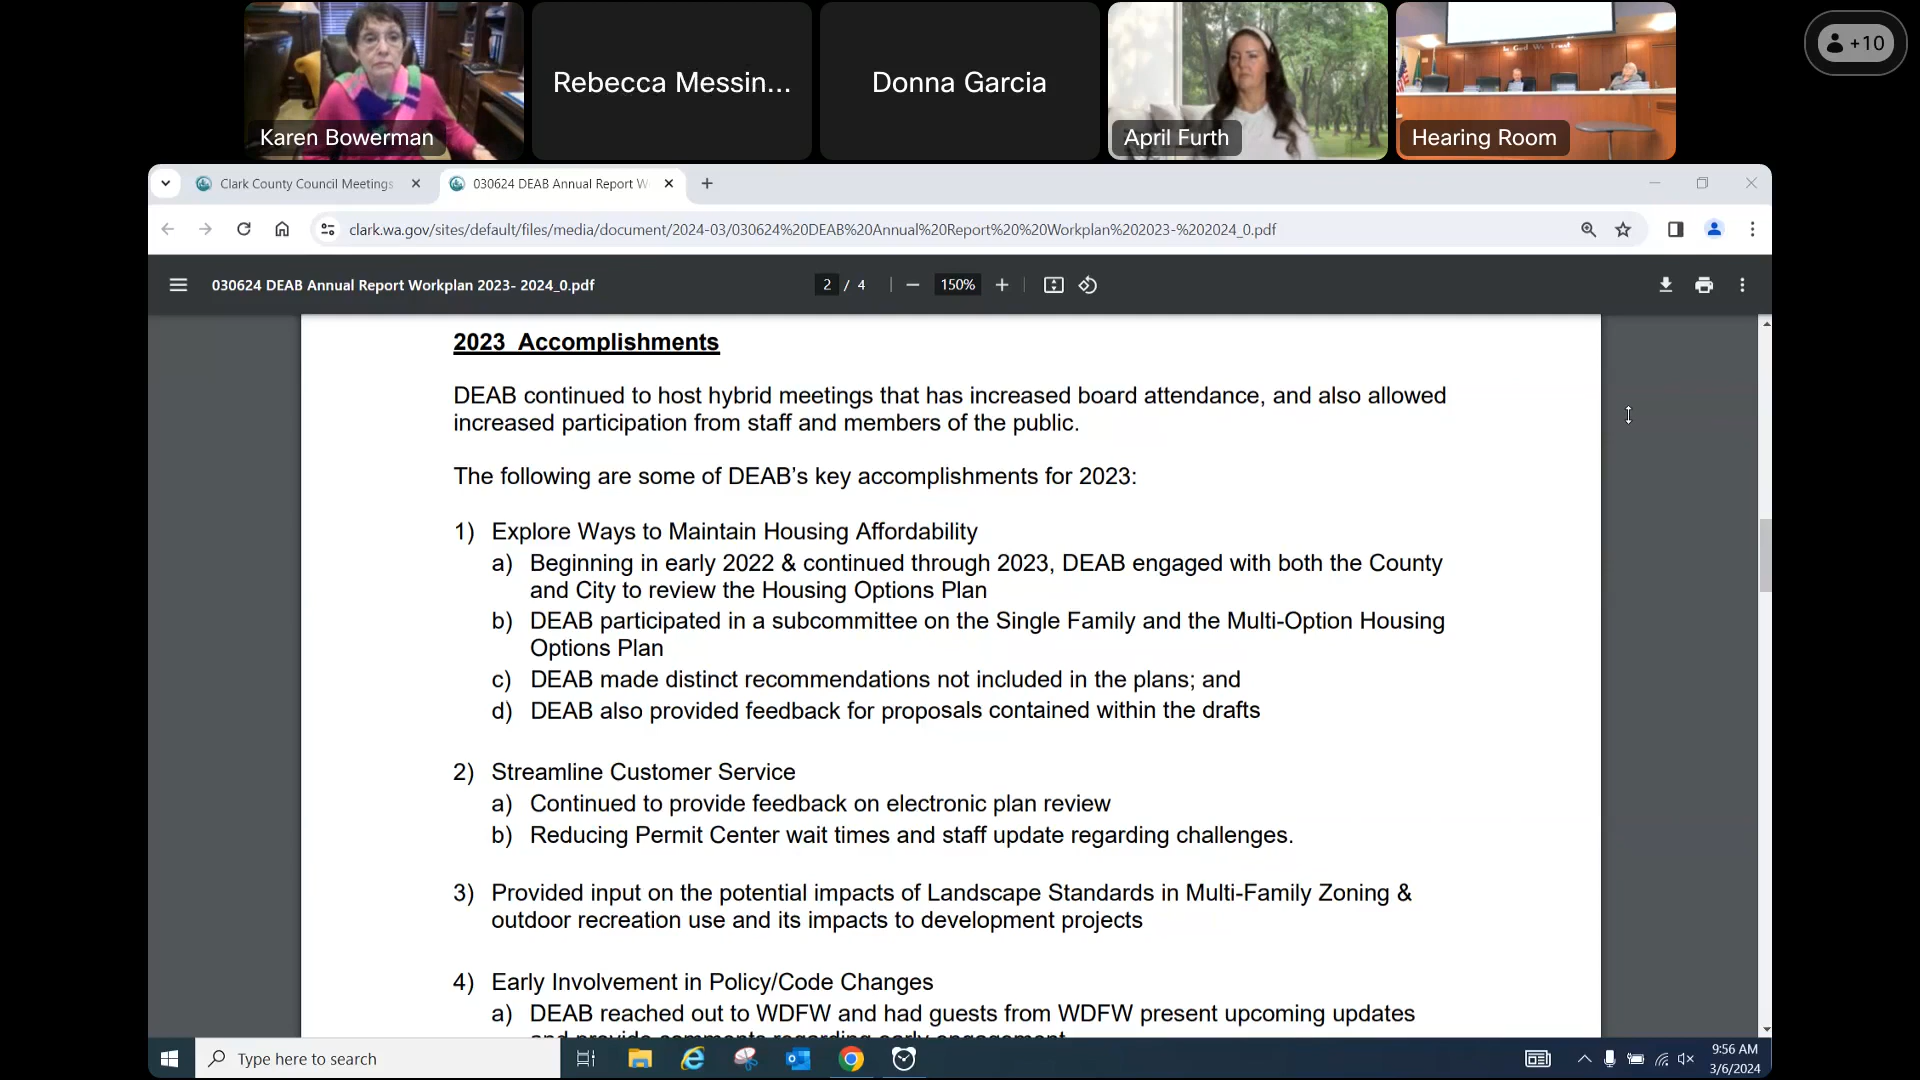 In God We Trust
Karen Bowerman
Rebecca Messin...
Donna Garcia
April Furth
Hearing Room
+10
Clark County Council Meetings
030624 DEAB Annual Report W
clark.wa.gov/sites/default/files/media/document/2024-03/030624%20DEAB%20Annual%20Report%20%20Workplan%202023-%202024_0.pdf
030624 DEAB Annual Report Workplan 2023- 2024_0.pdf
2 / 4
150%
2023 Accomplishments
DEAB continued to host hybrid meetings that has increased board attendance, and also allowed
increased participation from staff and members of the public.
The following are some of DEAB's key accomplishments for 2023:
1) Explore Ways to Maintain Housing Affordability
a) Beginning in early 2022 & continued through 2023, DEAB engaged with both the County
and City to review the Housing Options Plan
b) DEAB participated in a subcommittee on the Single Family and the Multi-Option Housing
Options Plan
c) DEAB made distinct recommendations not included in the plans; and
d) DEAB also provided feedback for proposals contained within the drafts
2) Streamline Customer Service
a) Continued to provide feedback on electronic plan review
b) Reducing Permit Center wait times and staff update regarding challenges.
3) Provided input on the potential impacts of Landscape Standards in Multi-Family Zoning &
outdoor recreation use and its impacts to development projects
4) Early Involvement in Policy/Code Changes
a) DEAB reached out to WDFW and had guests from WDFW present upcoming updates
and provide comments regarding early engagement
Type here to search
9:56 AM
3/6/2024